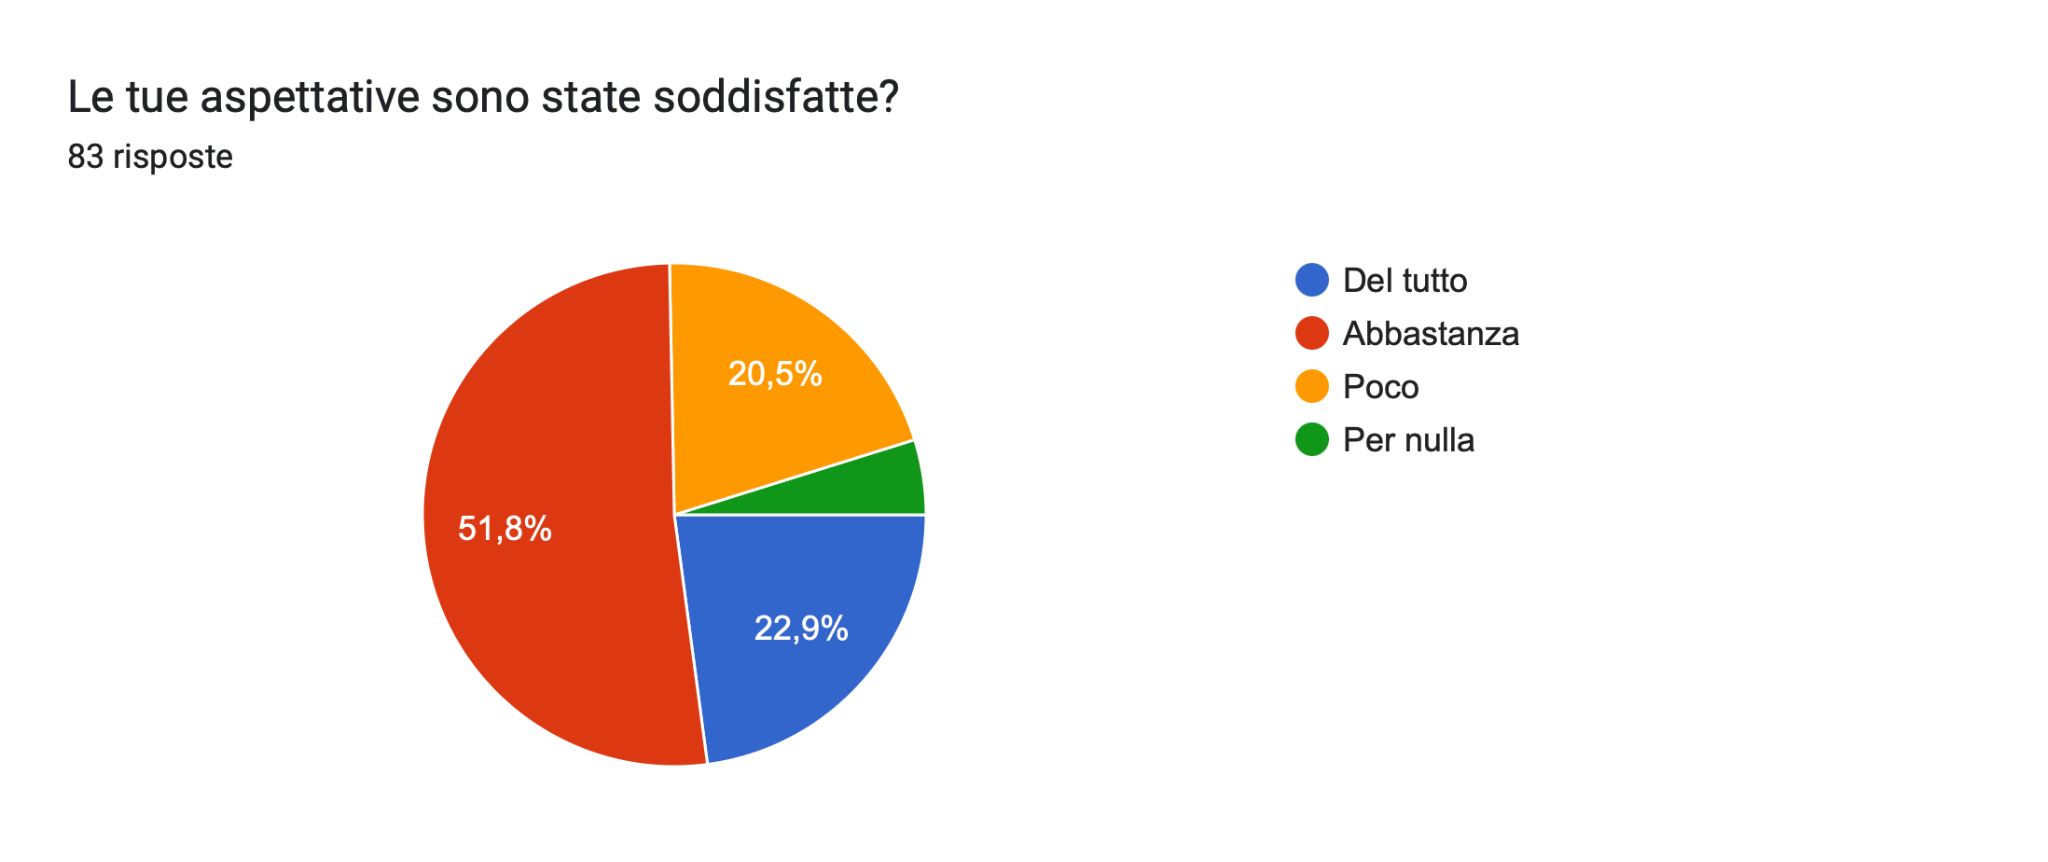 Le tue aspettative sono state soddisfatte?
83 risposte
20,5%
51,8%
22,9%
Del tutto
Abbastanza
Poco
Per nulla